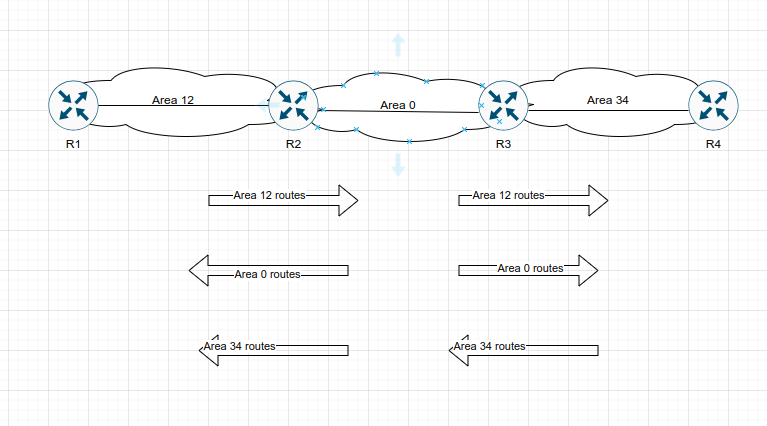 Area 12
Area 0
Area 34
R1
R2
R3
R4
Area 12 routes
Area 12 routes
Area 0 routes
Area 0 routes
Area 34 routes
Area 34 routes